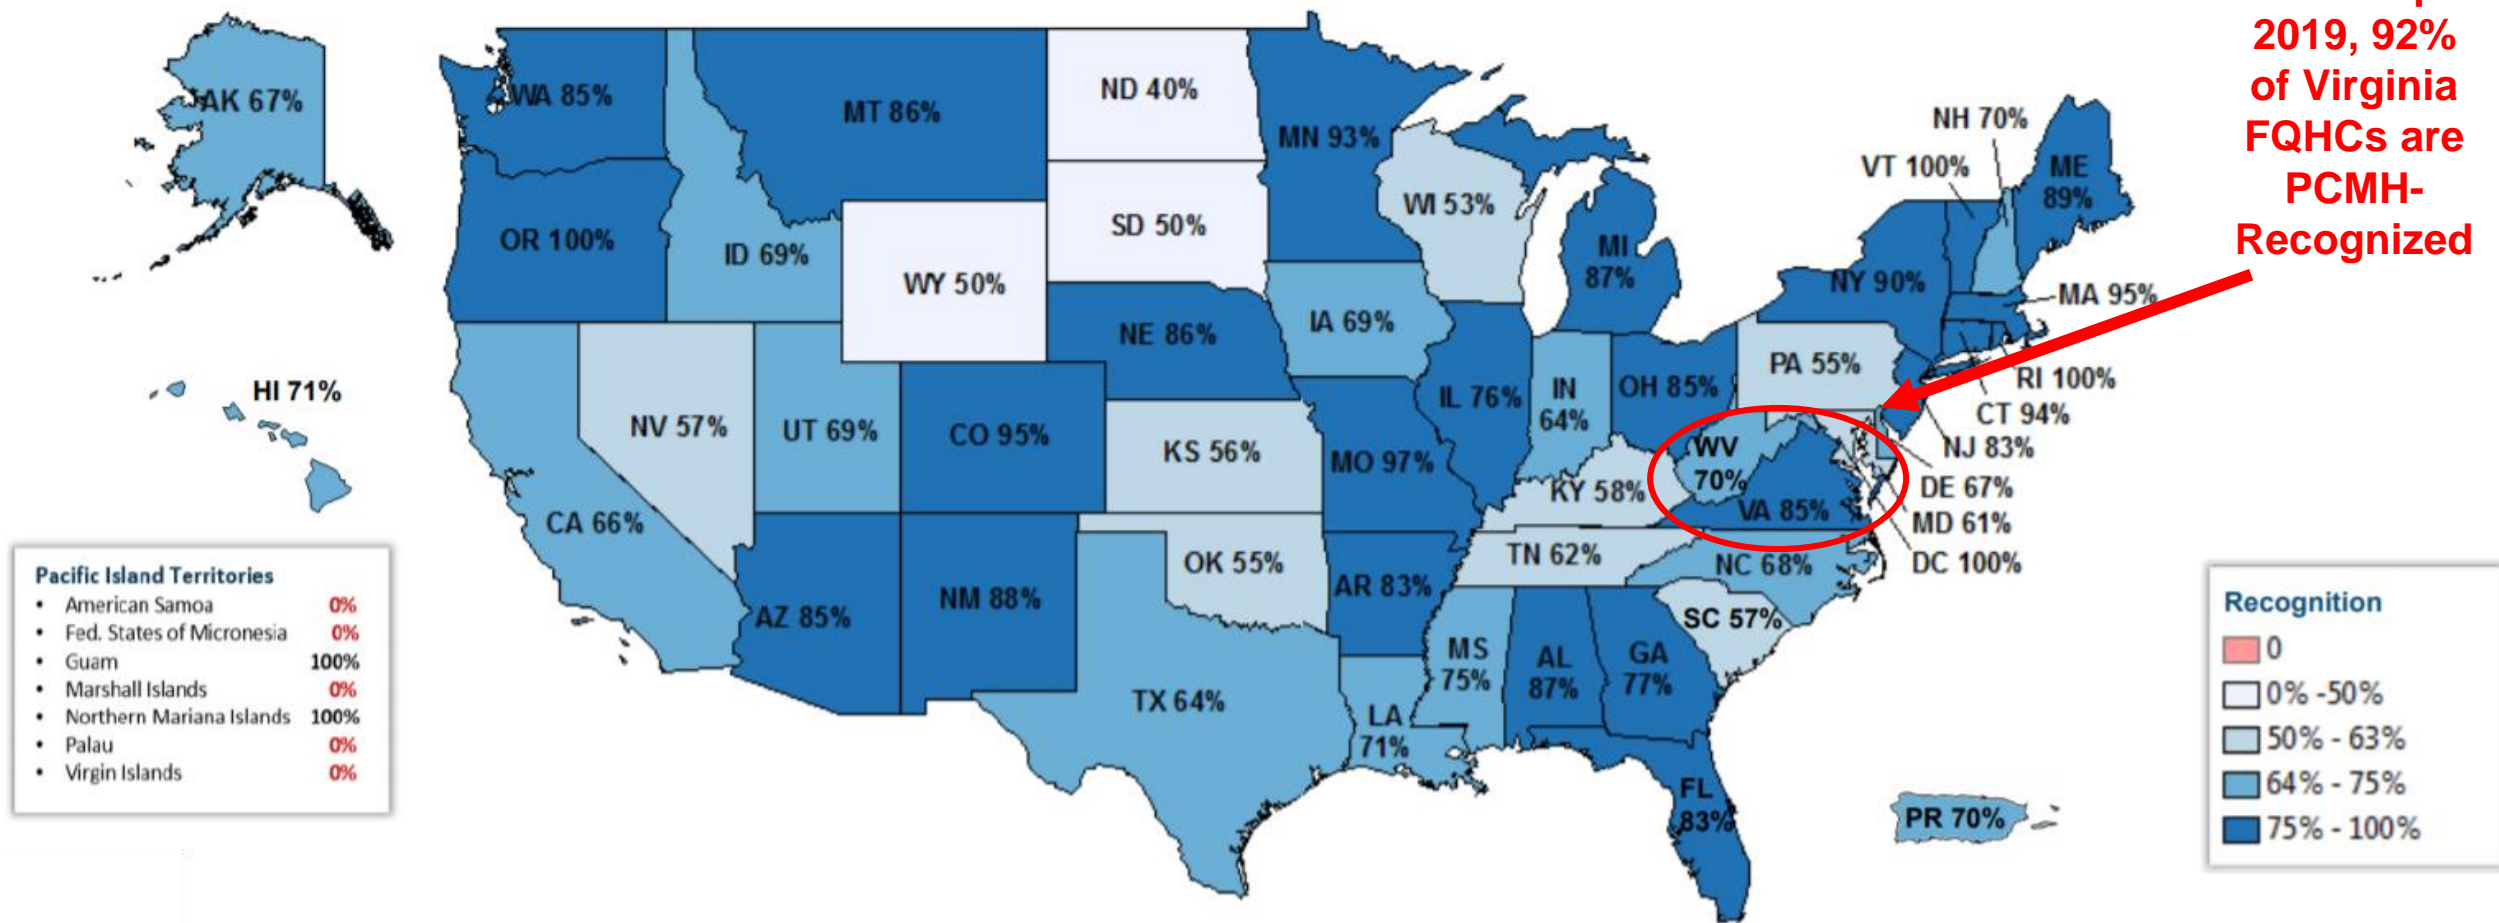 2019, 92%
of Virginia
FQHCs are
PCMH-
Recognized
AK 67%
WA 85%
MT 86%
ND 40%
MN 93%
NH 70%
VT 100%
ME
89%
OR 100%
ID 69%
WY 50%
SD 50%
WI 53%
MI
87%
NY 90%
MA 95%
HI 71%
NE 86%
IA 69%
PA 55%
RI 100%
CT 94%
NV 57%
UT 69%
CO 95%
KS 56%
MO 97%
IL 76%
IN
64%
OH 85%
WV
70%
NJ 83%
DE 67%
KY 58%
VA 85%
MD 61%
DC 100%
CA 66%
AZ 85%
NM 88%
OK 55%
AR 83%
TN 62%
NC 68%
SC 57%
TX 64%
LA
71%
MS
75%
AL
87%
GA
77%
FL
83%
PR 70%
Pacific Island Territories
• American Samoa 0%
• Fed. States of Micronesia 0%
• Guam 100%
• Marshall Islands 0%
• Northern Mariana Islands 100%
• Palau 0%
• Virgin Islands 0%
Recognition
0
0% -50%
50% - 63%
64% - 75%
75% - 100%